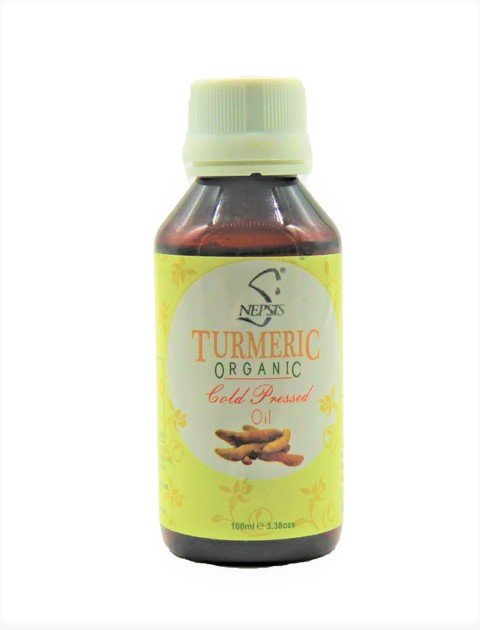 ®
NEPSIS
TURMERIC
ORGANIC
Cold Pressed
Oil
100ml ℮ 3.38ozs